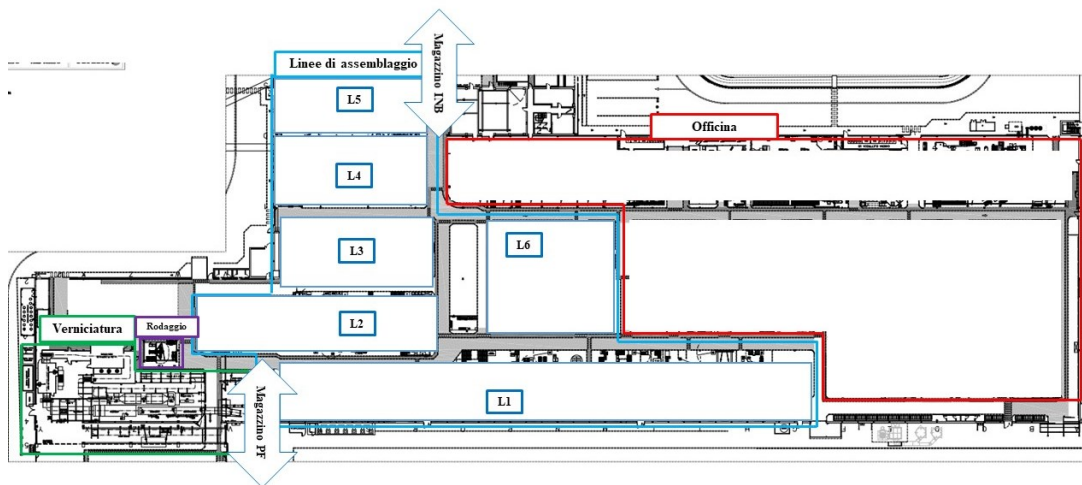 Magazzino INB
Linee di assemblaggio
L5
Officina
L4
L3
L6
Verniciatura
Rodaggio
L2
L1
Magazzino PF